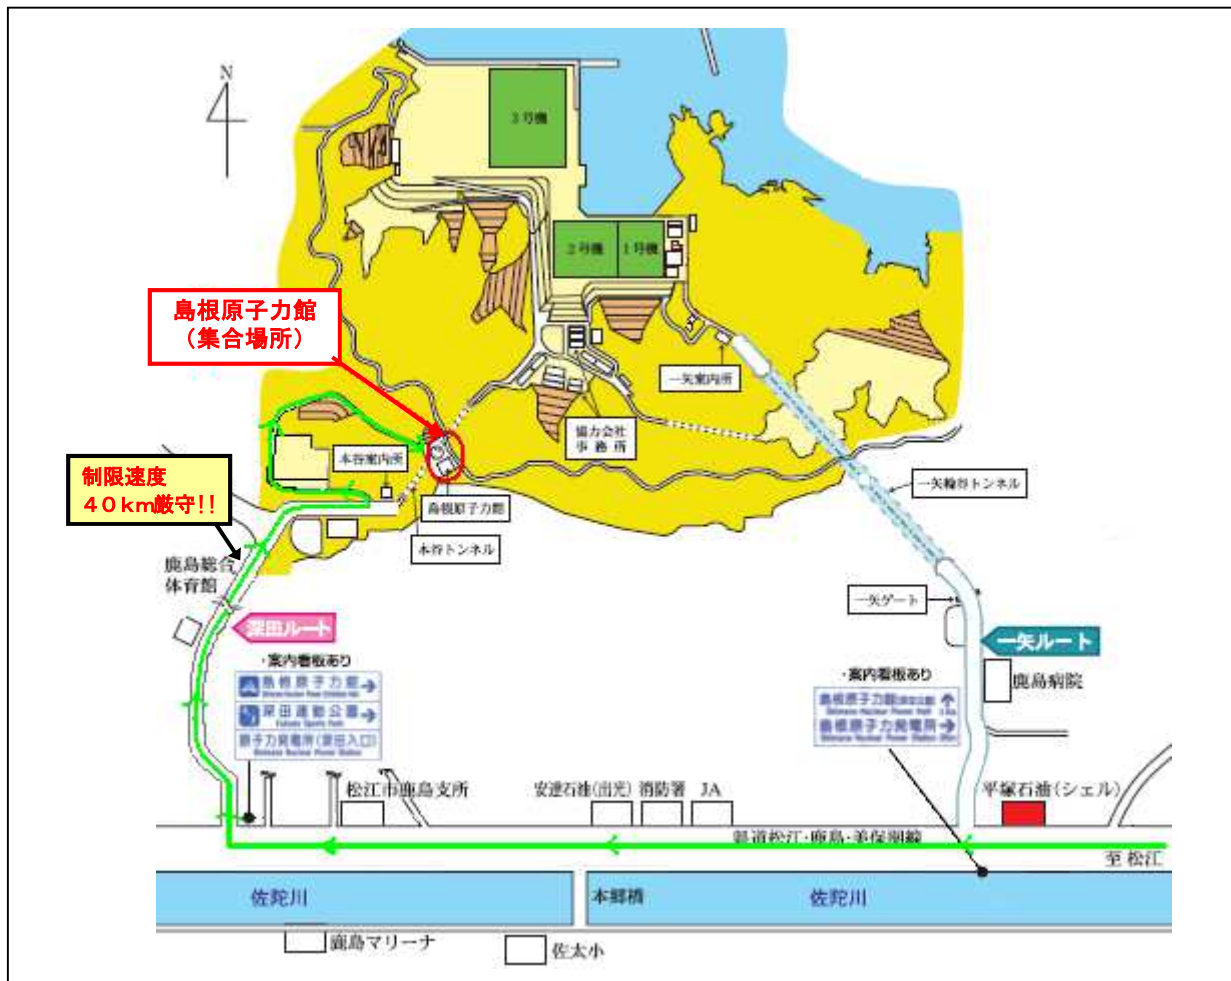 N
3号機
2号機
1号機
島根原子力館
(集合場所)
一矢案内所
協力会社
事務所
本谷案内所
制限速度
40km厳守!!
島根原子力館
一矢輪谷トンネル
本谷トンネル
鹿島総合
体育館
一矢ゲート
深田ルート
一矢ルート
・案内看板あり
島根原子力館→
深田運動公園→
原子力発電所(深田入口)
・案内看板あり
島根原子力館
島根原子力発電所→
鹿島病院
松江市鹿島支所
安達石油(出光)
消防署
JA
平塚石油(シェル)
県道松江・鹿島・美保関線
至 松江
佐陀川
本郷橋
佐陀川
鹿島マリーナ
佐太小